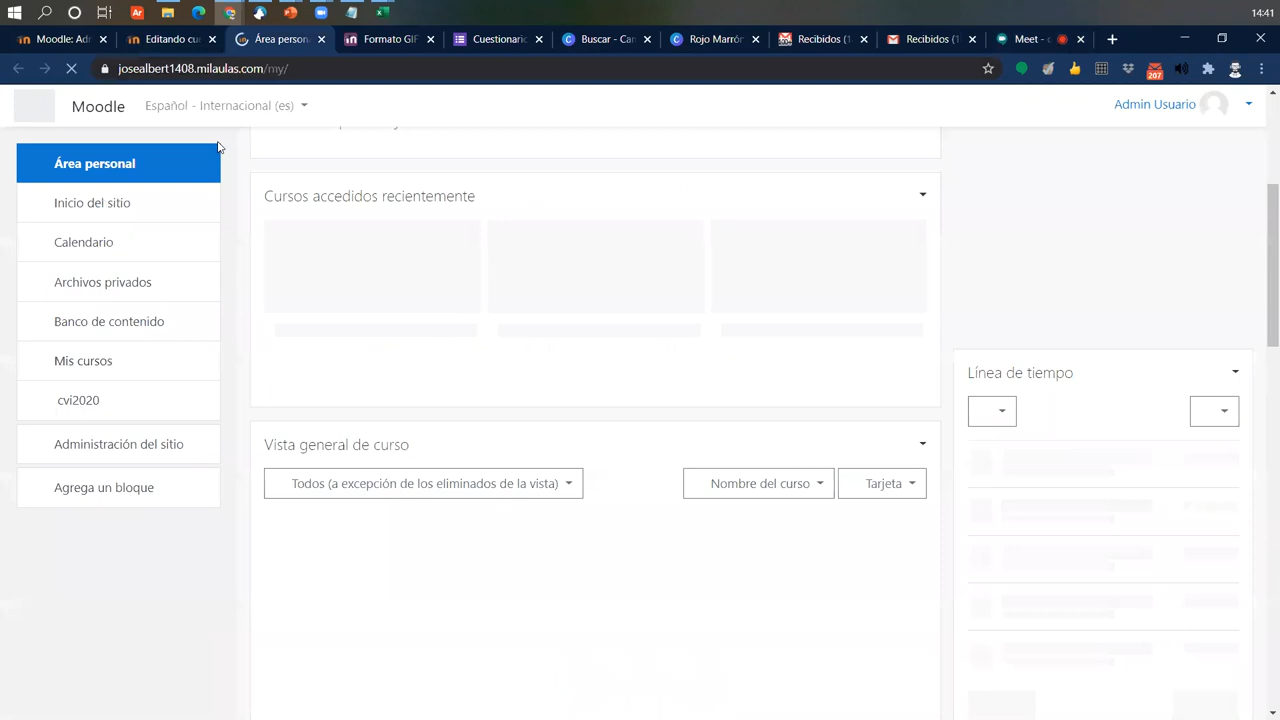 14:41
Moodle: Ad
Editando cu
Área person
Formato GIF
Cuestionario
Buscar - Can
Rojo Marrón
Recibidos (1
Recibidos (1
Meet - c
josealbert1408.milaulas.com/my/
207
Moodle
Español - Internacional (es)
Admin Usuario
Área personal
Inicio del sitio
Calendario
Archivos privados
Banco de contenido
Mis cursos
cvi2020
Administración del sitio
Agrega un bloque
Cursos accedidos recientemente
Vista general de curso
Todos (a excepción de los eliminados de la vista)
Nombre del curso
Tarjeta
Línea de tiempo